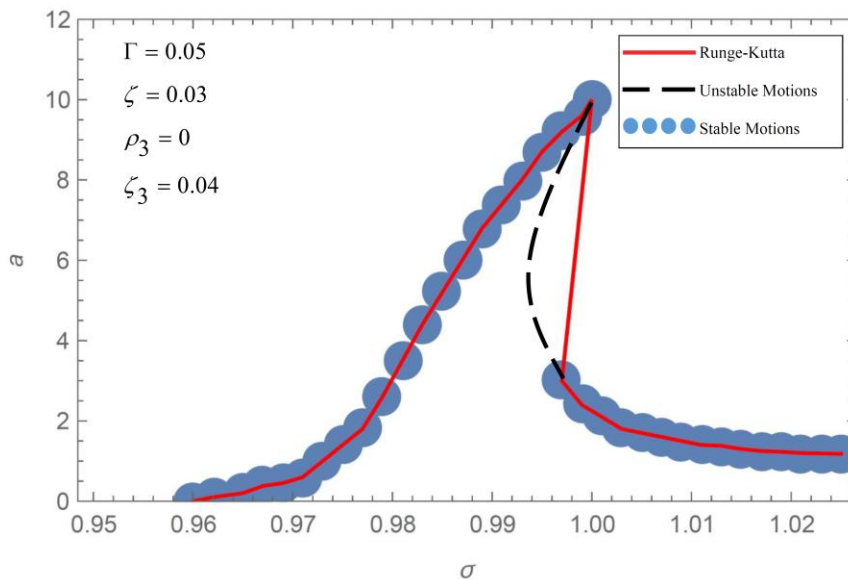 12
10
8
6
4
2
0
a
Γ = 0.05
ζ = 0.03
ρ₃ = 0
ζ₃ = 0.04
Runge-Kutta
Unstable Motions
Stable Motions
0.95 0.96 0.97 0.98 0.99 1.00 1.01 1.02
σ